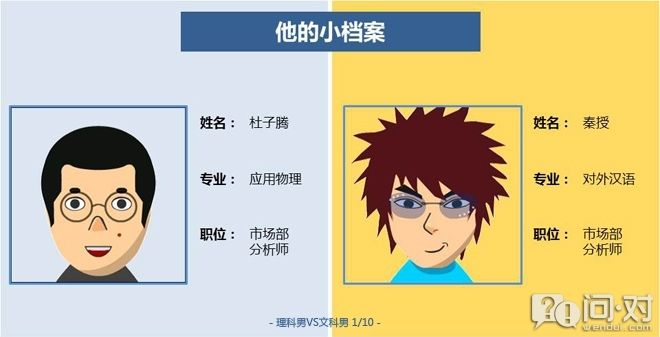 他的小档案
姓名： 杜子腾
专业： 应用物理
职位： 市场部
分析师
姓名： 秦授
专业： 对外汉语
职位： 市场部
分析师
- 理科男VS文科男 1/10 -
问·对
wendui.com